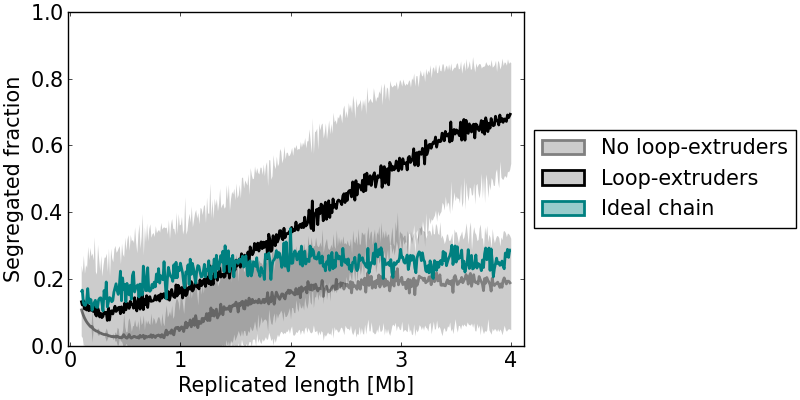 1.0
0.8
0.6
0.4
0.2
0.0
0
1
2
3
4
Segregated fraction
Replicated length [Mb]
No loop-extruders
Loop-extruders
Ideal chain